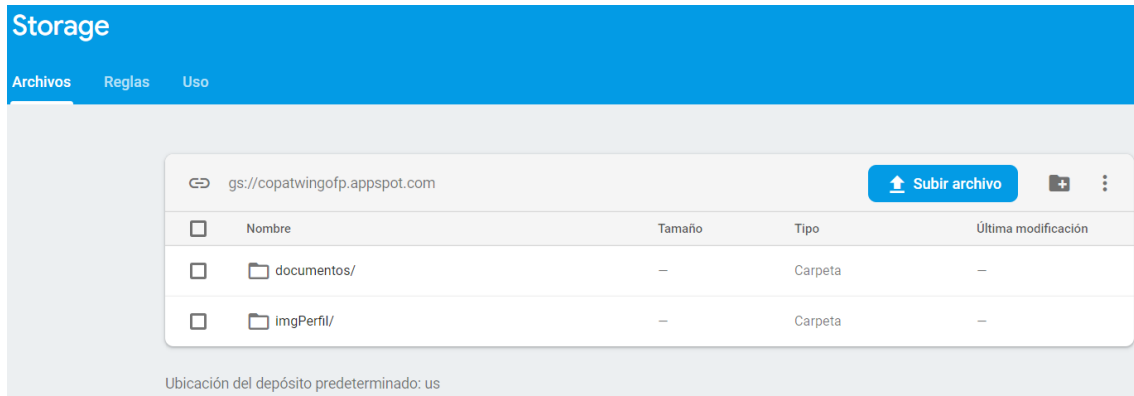 Storage
Archivos Reglas Uso
gs://copatwingofp.appspot.com Subir archivo
Nombre Tamaño Tipo Última modificación
documentos/ — Carpeta —
imgPerfil/ — Carpeta —
Ubicación del depósito predeterminado: us